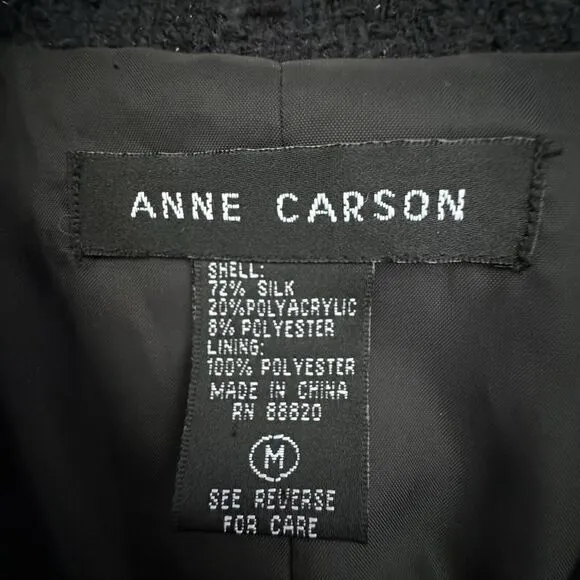 ANNE CARSON
SHELL:
72% SILK
20%POLYACRYLIC
8% POLYESTER
LINING:
100% POLYESTER
MADE IN CHINA
RN 88820
M
SEE REVERSE
FOR CARE